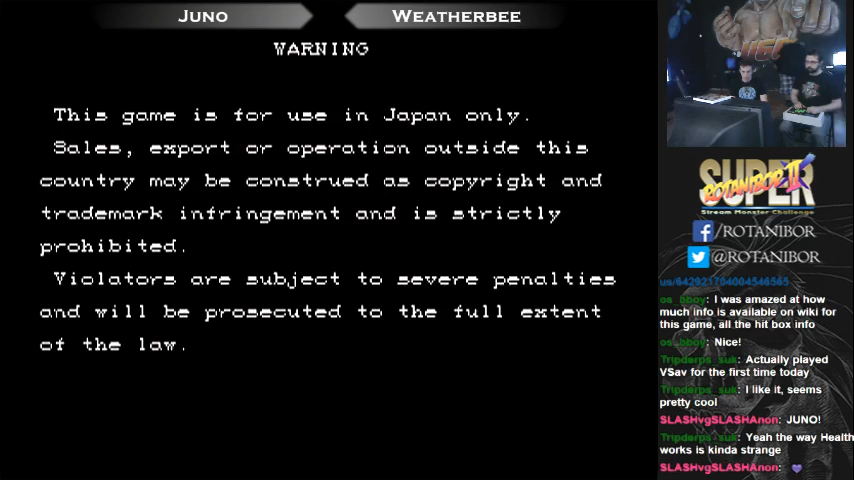 JUNO
WEATHERBEE
WARNING
This game is for use in Japan only.
Sales, export or operation outside this
country may be construed as copyright and
trademark infringement and is strictly
prohibited.
Violators are subject to severe penalties
and will be prosecuted to the full extent
of the law.
SUPER
ROTANIBOR II
Stream Monster Challenge
/ROTANIBOR
@ROTANIBOR
us/642921704004546565
os_bboy: I was amazed at how
much info is available on wiki for
this game, all the hit box info
os_bboy: Nice!
Tripderps_suk: Actually played
VSav for the first time today
Tripderps_suk: I like it, seems
pretty cool
SLASHvgSLASHAnon: JUNO!
Tripderps_suk: Yeah the way Health
works is kinda strange
SLASHvgSLASHAnon: